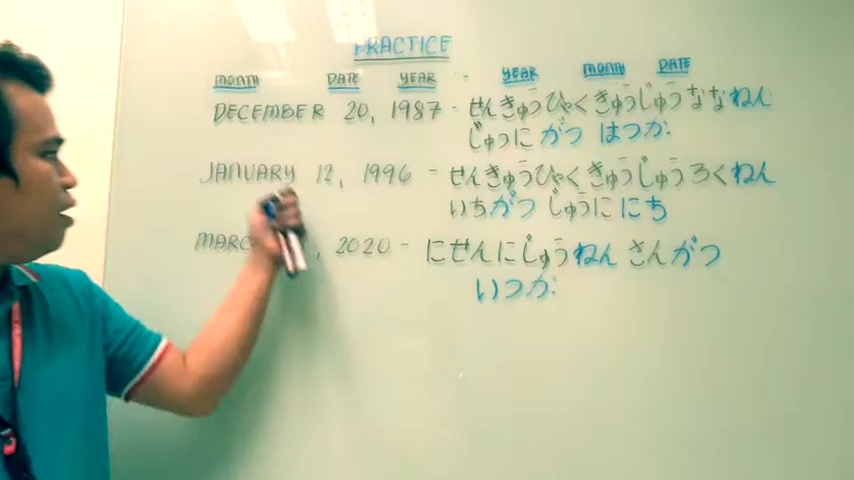 PRACTICE
MONTH DATE YEAR - YEAR MONTH DATE
DECEMBER 20, 1987 - せんきゅうひゃくきゅうじゅうななねん
じゅうにがつ はつか.
JANUARY 12, 1996 - せんきゅうひゃくきゅうじゅうろくねん
いちがつ じゅうににち
, 2020 - にせんにじゅうねん さんがつ
いつか.